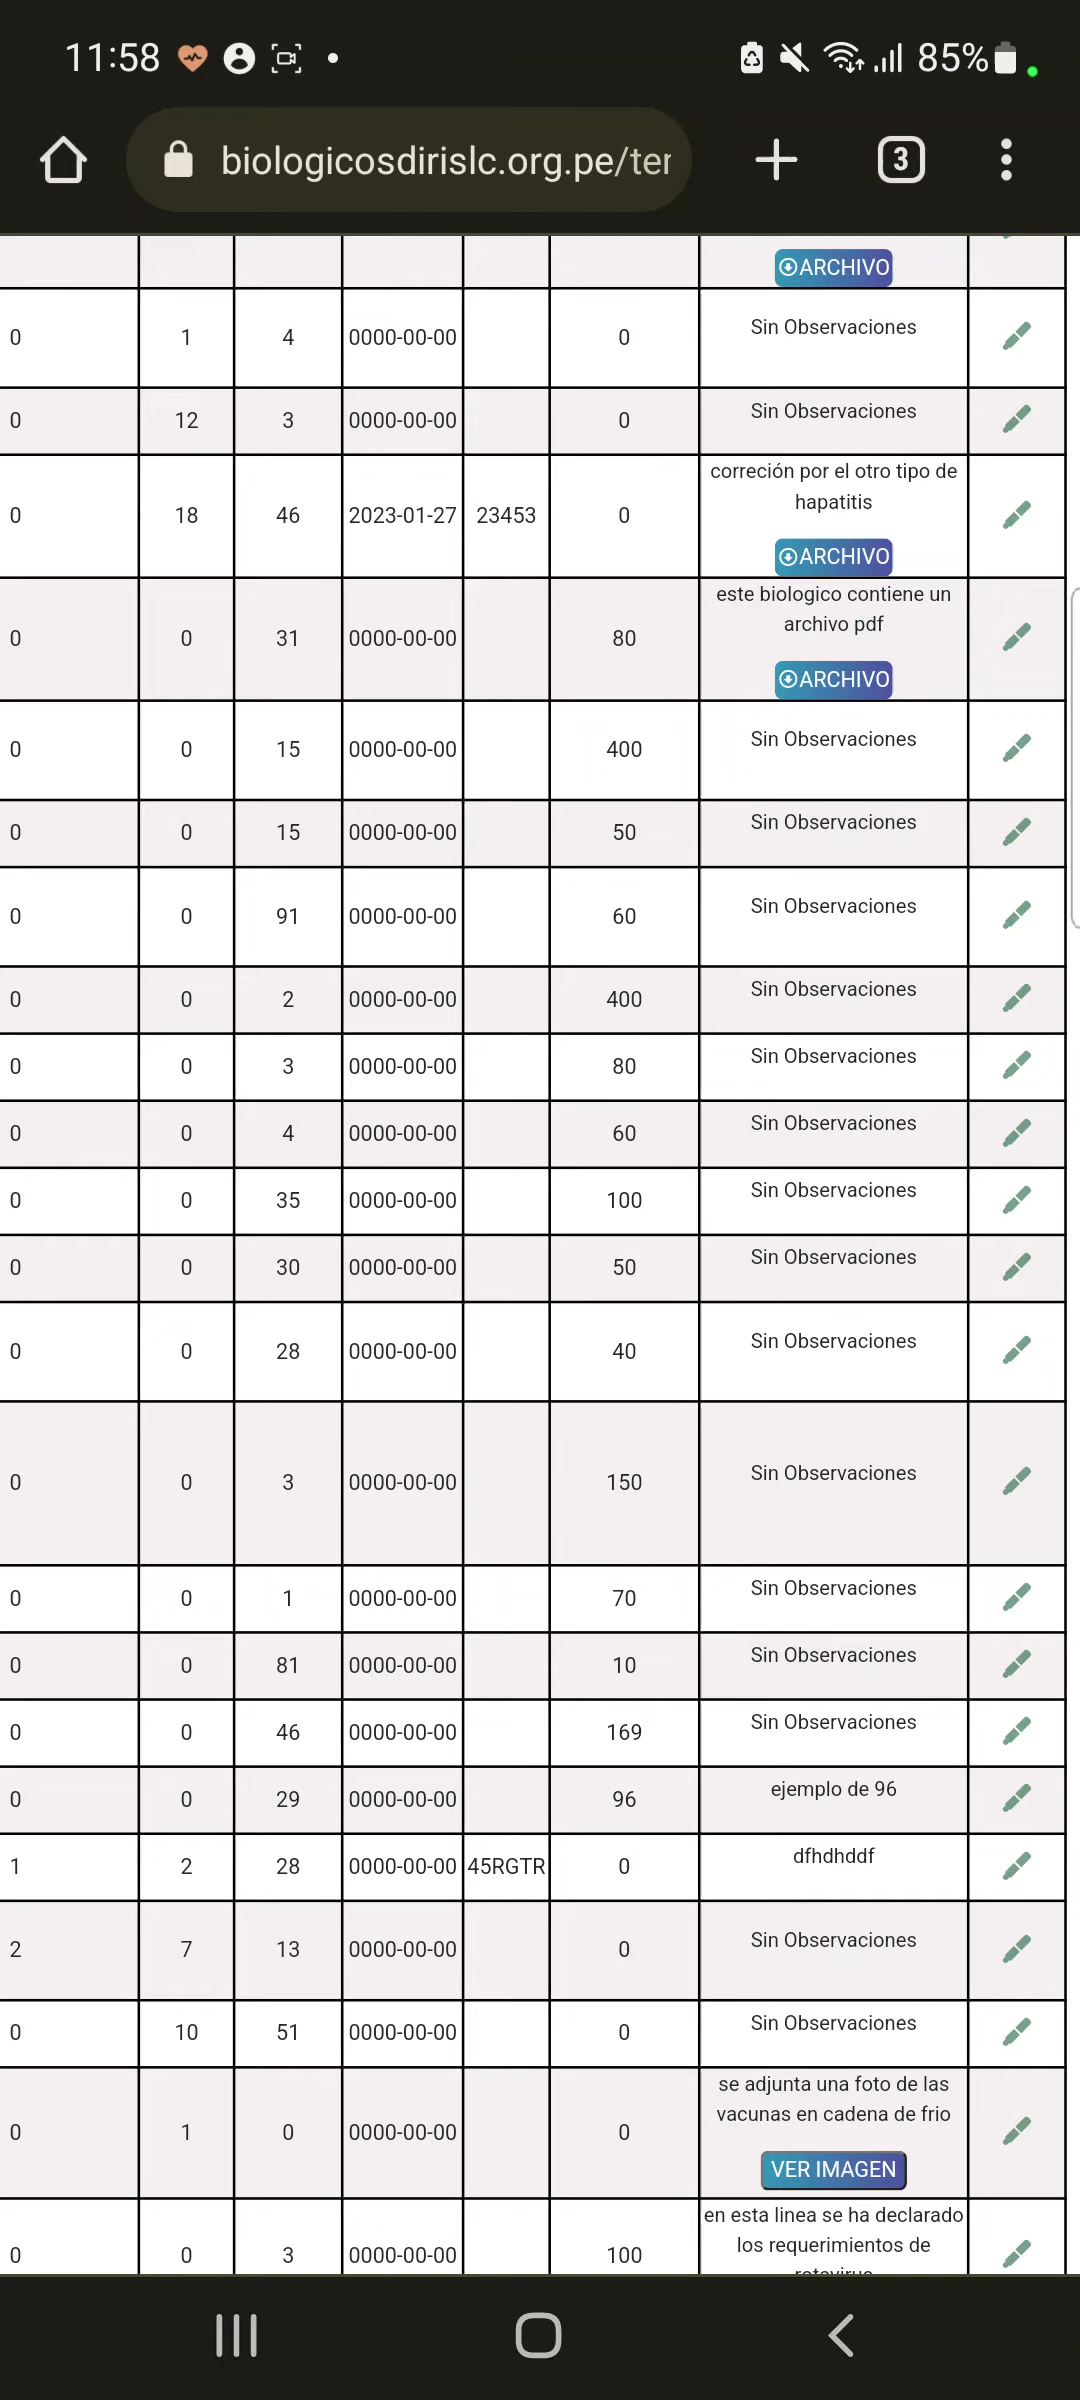 11:58 85%
biologicosdirislc.org.pe/ter 3
ARCHIVO
0 1 4 0000-00-00 0 Sin Observaciones
0 12 3 0000-00-00 0 Sin Observaciones
correción por el otro tipo de
hapatitis
0 18 46 2023-01-27 23453 0
ARCHIVO
este biologico contiene un
archivo pdf
0 0 31 0000-00-00 80
ARCHIVO
0 0 15 0000-00-00 400 Sin Observaciones
0 0 15 0000-00-00 50 Sin Observaciones
0 0 91 0000-00-00 60 Sin Observaciones
0 0 2 0000-00-00 400 Sin Observaciones
0 0 3 0000-00-00 80 Sin Observaciones
0 0 4 0000-00-00 60 Sin Observaciones
0 0 35 0000-00-00 100 Sin Observaciones
0 0 30 0000-00-00 50 Sin Observaciones
0 0 28 0000-00-00 40 Sin Observaciones
0 0 3 0000-00-00 150 Sin Observaciones
0 0 1 0000-00-00 70 Sin Observaciones
0 0 81 0000-00-00 10 Sin Observaciones
0 0 46 0000-00-00 169 Sin Observaciones
0 0 29 0000-00-00 96 ejemplo de 96
1 2 28 0000-00-00 45RGTR 0 dfhdhddf
2 7 13 0000-00-00 0 Sin Observaciones
0 10 51 0000-00-00 0 Sin Observaciones
se adjunta una foto de las
vacunas en cadena de frio
0 1 0 0000-00-00 0
VER IMAGEN
en esta linea se ha declarado
los requerimientos de
0 0 3 0000-00-00 100